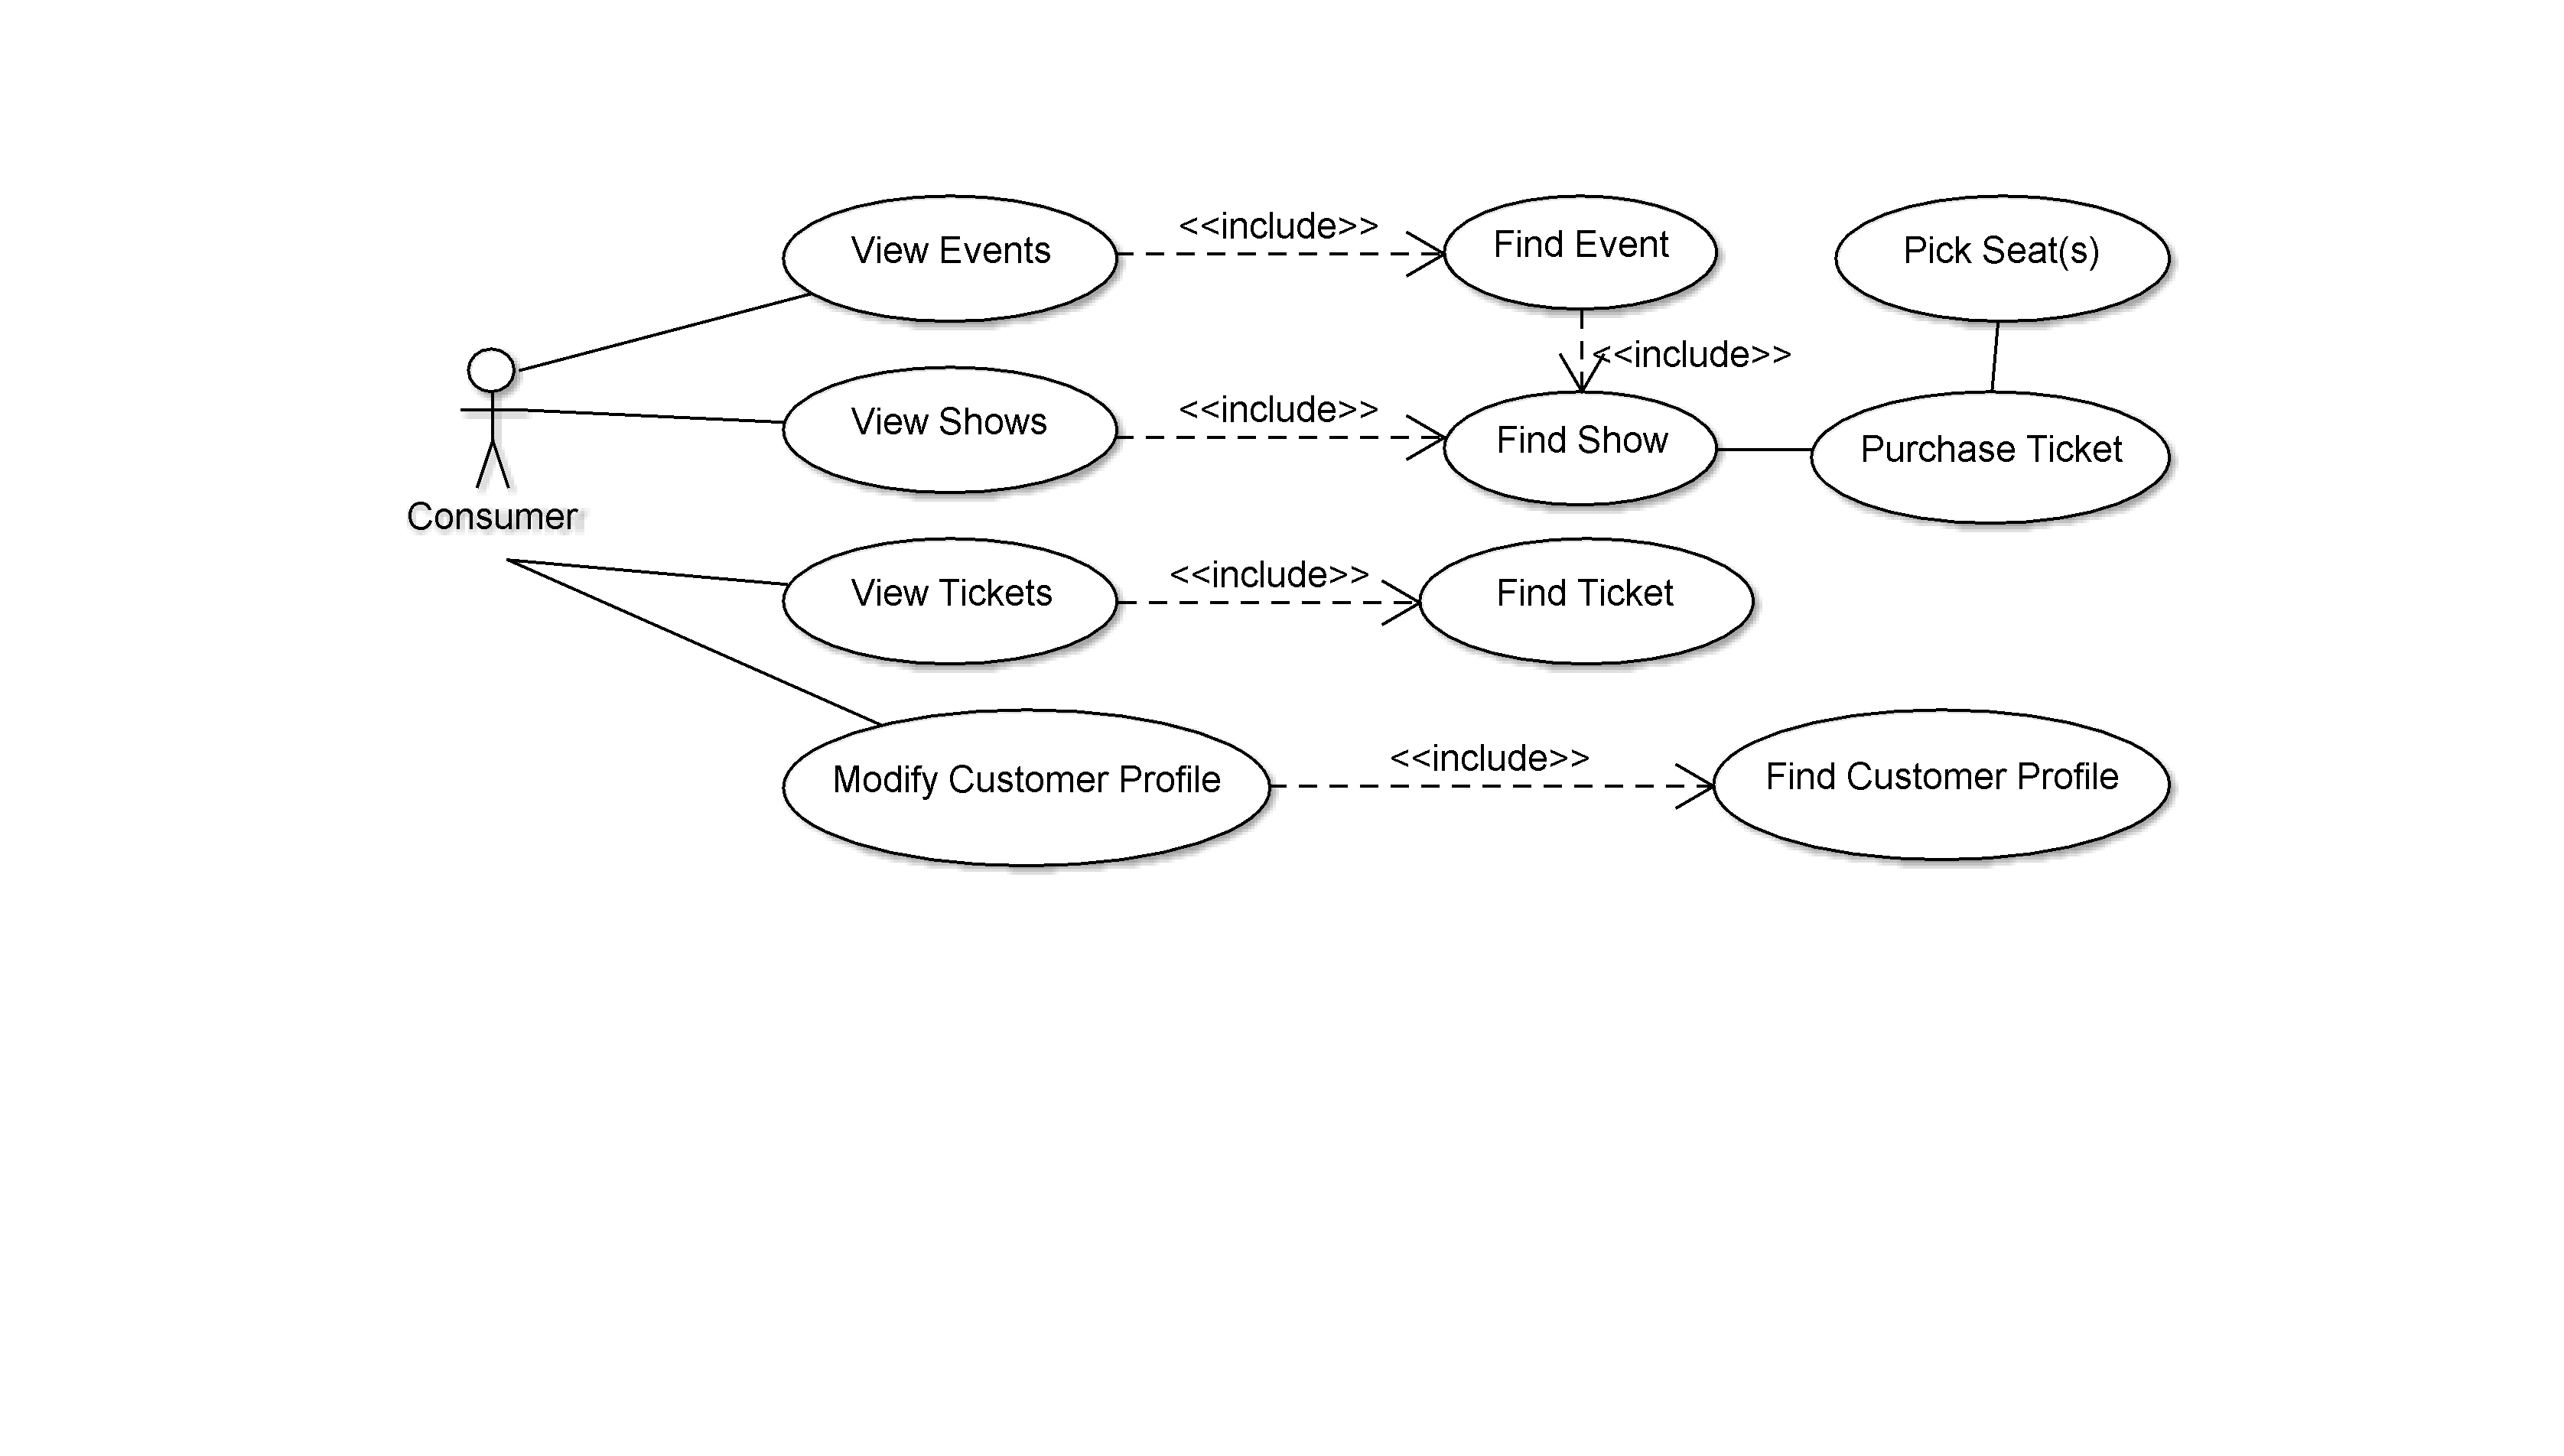 View Events
<<include>>
Find Event
Pick Seat(s)
<<include>>
View Shows
<<include>>
Find Show
Purchase Ticket
Consumer
View Tickets
<<include>>
Find Ticket
Modify Customer Profile
<<include>>
Find Customer Profile